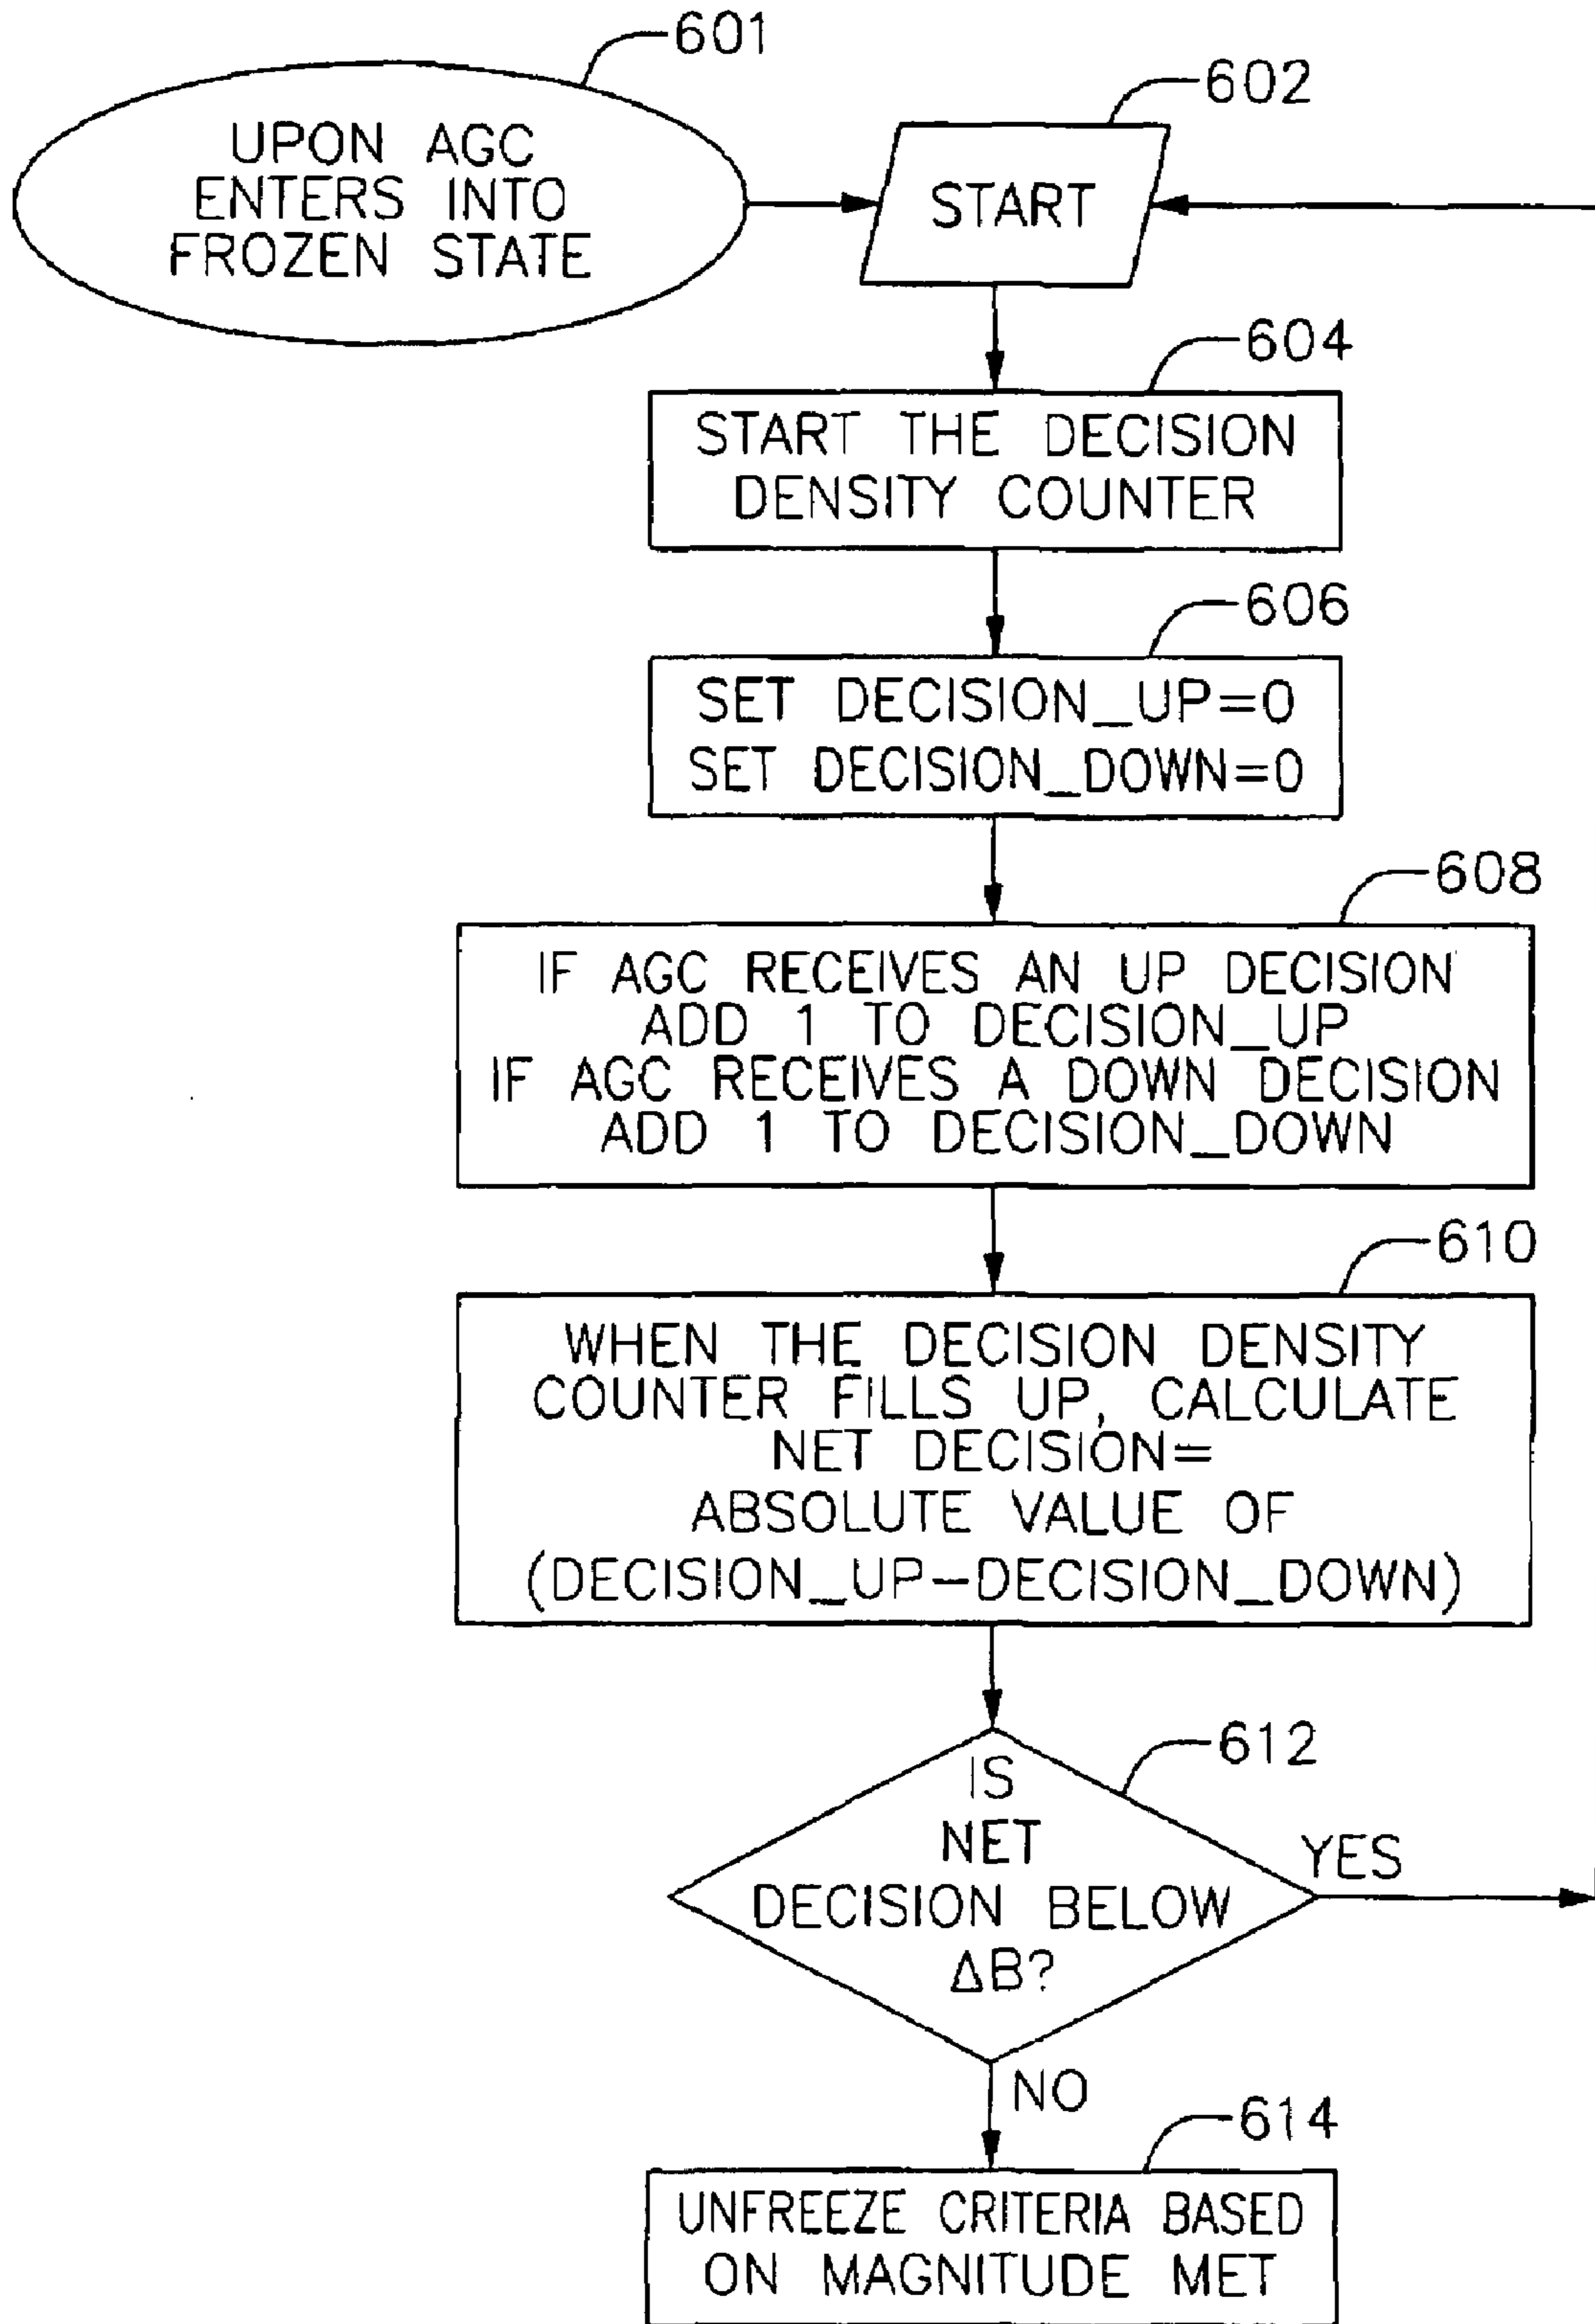 601
UPON AGC
ENTERS INTO
FROZEN STATE
602
START
604
START THE DECISION
DENSITY COUNTER
606
SET DECISION_UP=0
SET DECISION_DOWN=0
608
IF AGC RECEIVES AN UP DECISION
ADD 1 TO DECISION_UP
IF AGC RECEIVES A DOWN DECISION
ADD 1 TO DECISION_DOWN
610
WHEN THE DECISION DENSITY
COUNTER FILLS UP, CALCULATE
NET DECISION=
ABSOLUTE VALUE OF
(DECISION_UP-DECISION_DOWN)
612
IS
NET
DECISION BELOW
ΔB?
YES
NO
614
UNFREEZE CRITERIA BASED
ON MAGNITUDE MET